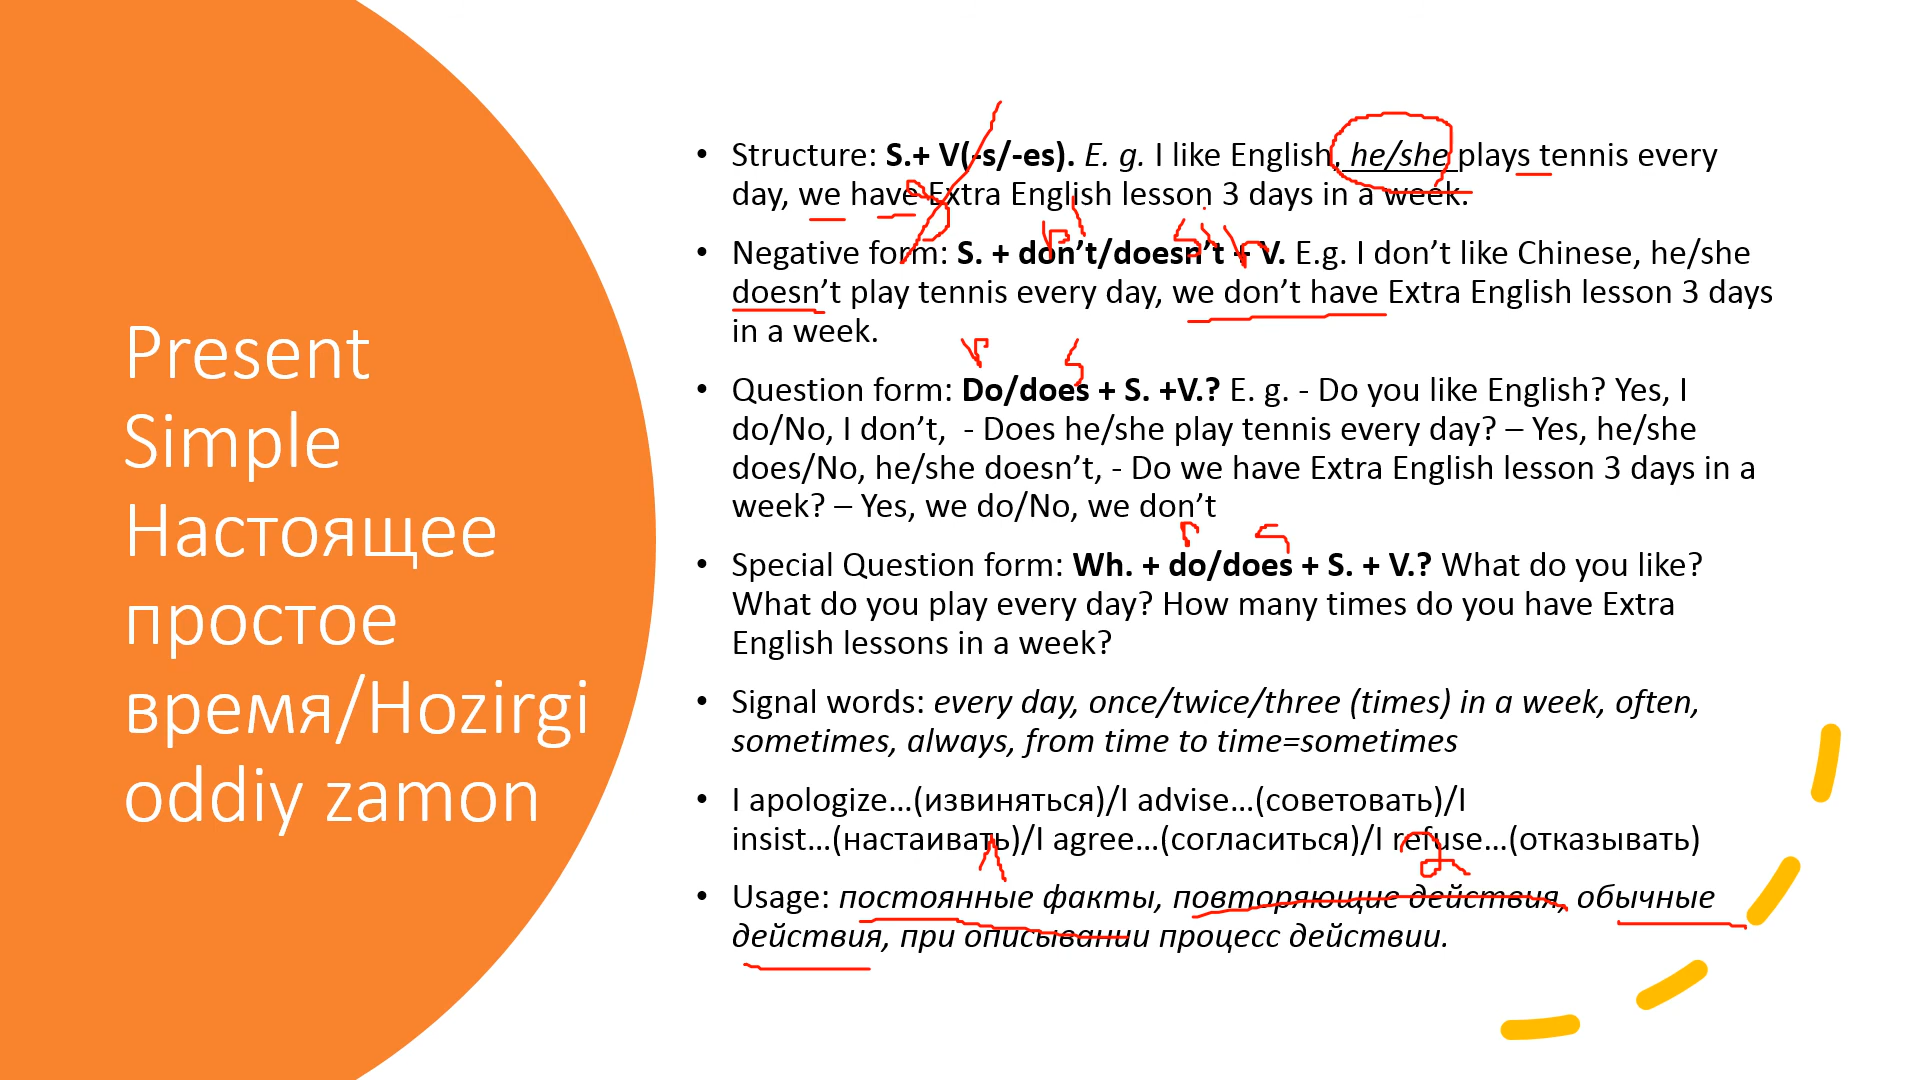 Present
Simple
Настоящее
простое
время/Hozirgi
oddiy zamon
• Structure: S.+ V(-s/-es). E. g. I like English, he/she plays tennis every
day, we have Extra English lesson 3 days in a week.
• Negative form: S. + don’t/doesn’t + V. E.g. I don’t like Chinese, he/she
doesn’t play tennis every day, we don’t have Extra English lesson 3 days
in a week.
• Question form: Do/does + S. +V.? E. g. - Do you like English? Yes, I
do/No, I don’t, - Does he/she play tennis every day? – Yes, he/she
does/No, he/she doesn’t, - Do we have Extra English lesson 3 days in a
week? – Yes, we do/No, we don’t
• Special Question form: Wh. + do/does + S. + V.? What do you like?
What do you play every day? How many times do you have Extra
English lessons in a week?
• Signal words: every day, once/twice/three (times) in a week, often,
sometimes, always, from time to time=sometimes
• I apologize…(извиняться)/I advise…(советовать)/I
insist…(настаивать)/I agree…(согласиться)/I refuse…(отказывать)
• Usage: постоянные факты, повторяющие действия, обычные
действия, при описывании процесс действии.